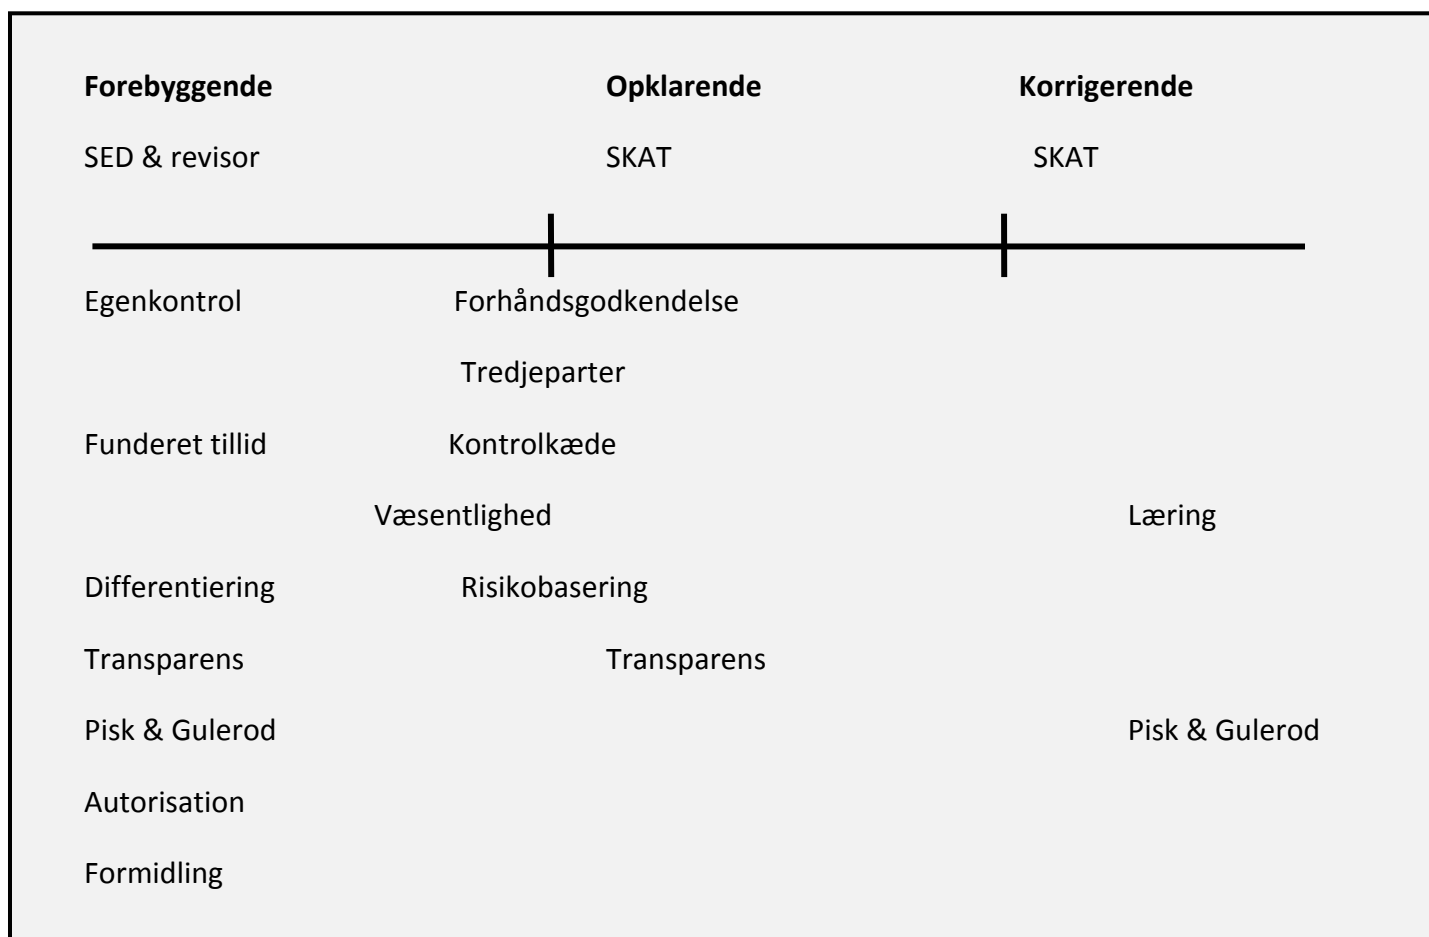 Forebyggende Opklarende Korrigerende
SED & revisor SKAT SKAT
Egenkontrol Forhåndsgodkendelse
Tredjeparter
Funderet tillid Kontrolkæde
Væsentlighed Læring
Differentiering Risikobasering
Transparens Transparens
Pisk & Gulerod Pisk & Gulerod
Autorisation
Formidling